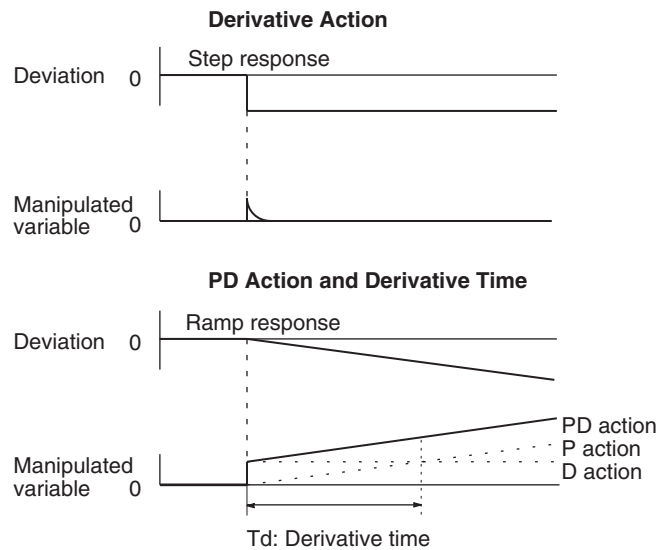 Derivative Action
Step response
Deviation 0
Manipulated
variable 0
PD Action and Derivative Time
Ramp response
Deviation 0
PD action
P action
Manipulated
D action
variable 0
Td: Derivative time